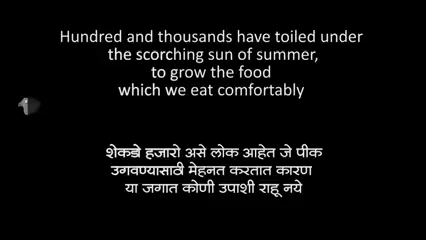 Hundred and thousands have toiled under
the scorching sun of summer,
to grow the food
which we eat comfortably
शेकडो हजारो असे लोक आहेत जे पीक
उगवण्यासाठी मेहनत करतात कारण
या जगात कोणी उपाशी राहू नये